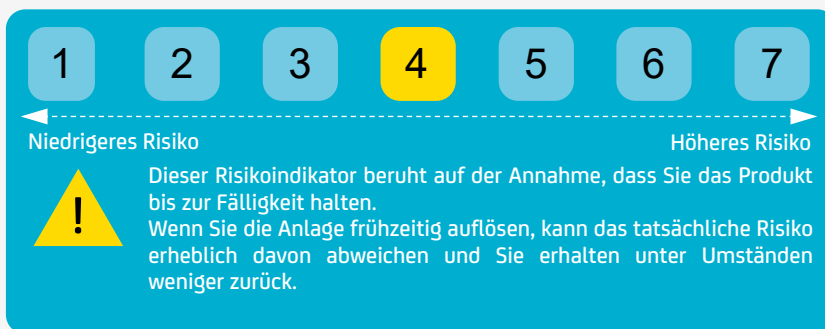 1 2 3 4 5 6 7
Niedrigeres Risiko Höheres Risiko
!
Dieser Risikoindikator beruht auf der Annahme, dass Sie das Produkt
bis zur Fälligkeit halten.
Wenn Sie die Anlage frühzeitig auflösen, kann das tatsächliche Risiko
erheblich davon abweichen und Sie erhalten unter Umständen
weniger zurück.